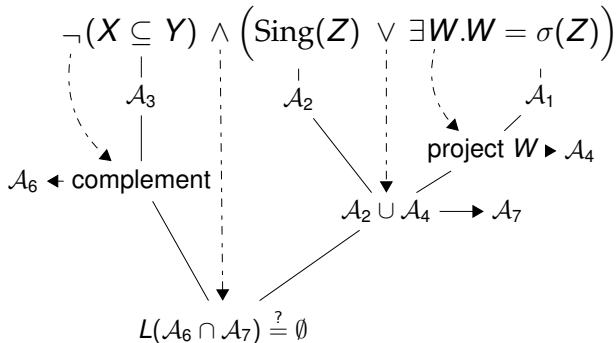 ¬(X ⊆ Y) ∧ (Sing(Z) ∨ ∃W.W = σ(Z))
𝒜₃ 𝒜₂ 𝒜₁
project W 𝒜₄
𝒜₆ complement
𝒜₂ ∪ 𝒜₄ 𝒜₇
L(𝒜₆ ∩ 𝒜₇) ≟ ∅